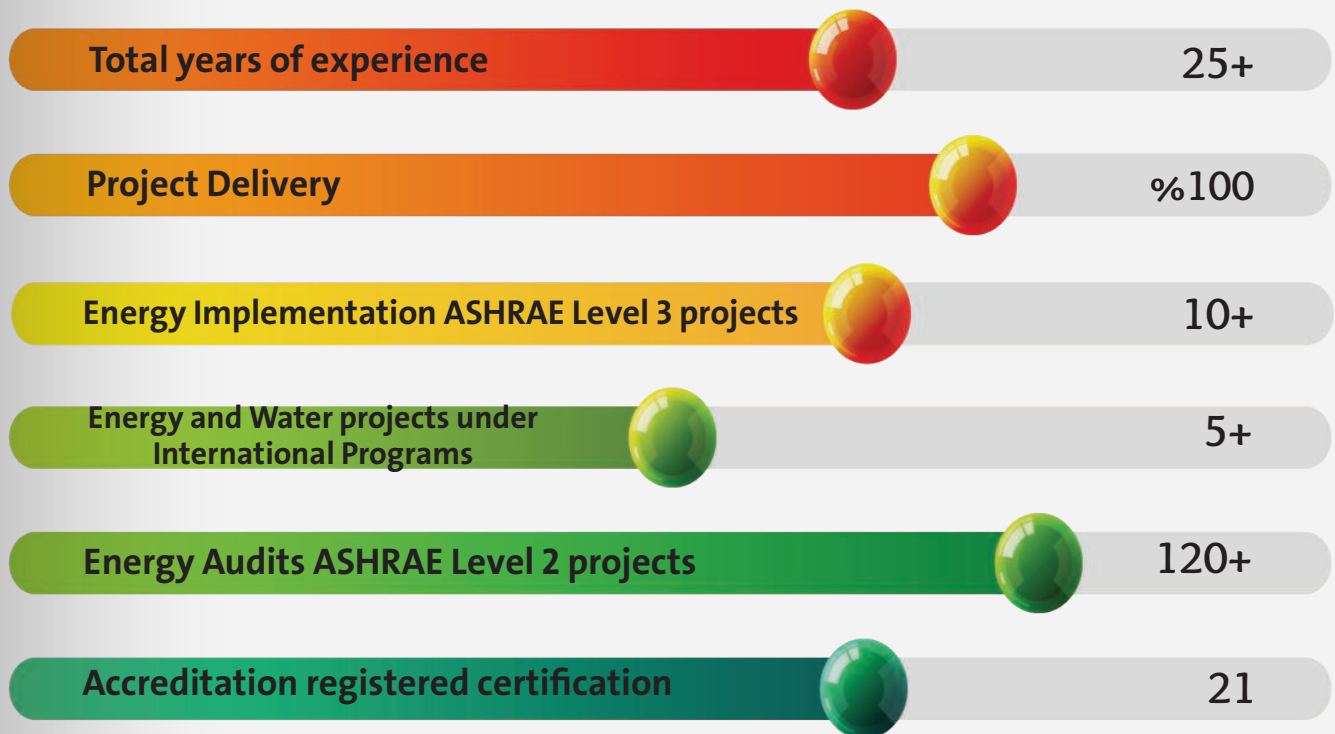 Total years of experience 25+
Project Delivery %100
Energy Implementation ASHRAE Level 3 projects 10+
Energy and Water projects under
International Programs 5+
Energy Audits ASHRAE Level 2 projects 120+
Accreditation registered certification 21